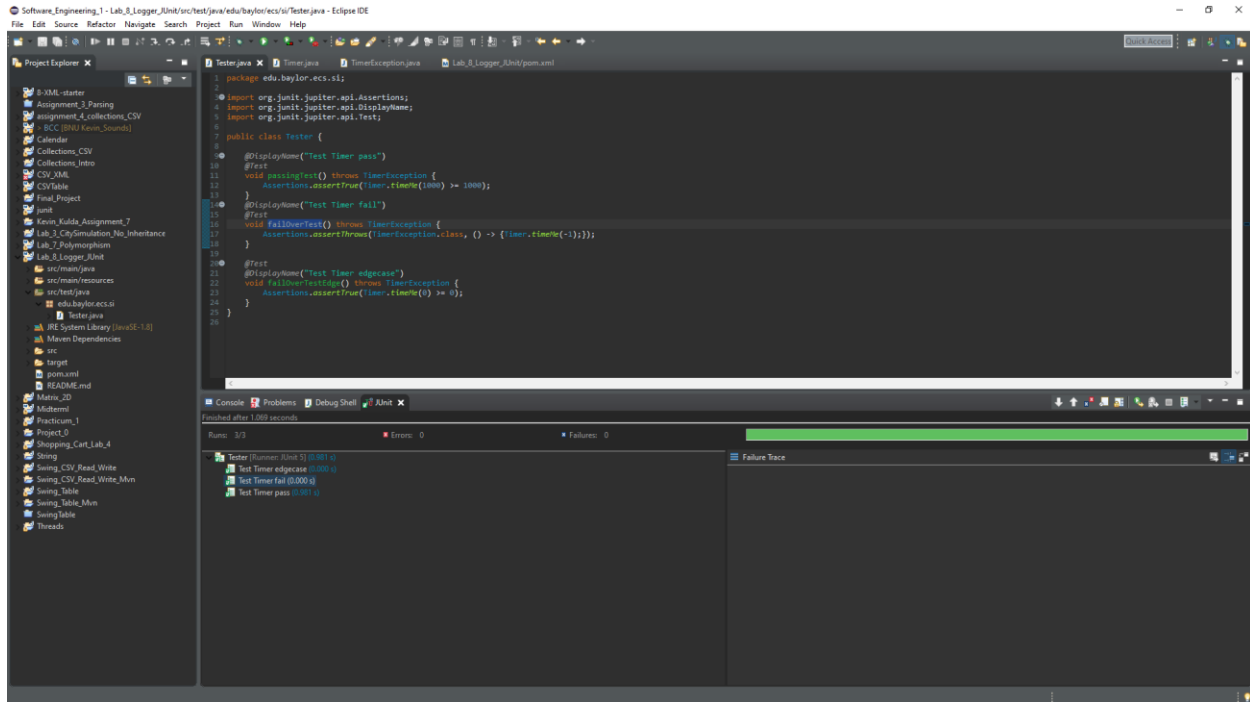 Software_Engineering_1 - Lab_8_Logger_JUnit/src/test/java/edu/baylor/ecs/si/Tester.java - Eclipse IDE
File Edit Source Refactor Navigate Search Project Run Window Help
Quick Access
Project Explorer
8-XML-starter
Assignment_3_Parsing
assignment_4_collections_CSV
> BCC [BNU Kevin_Sounds]
Calendar
Collections_CSV
Collections_Intro
CSV_XML
CSVTable
Final_Project
junit
Kevin_Kulda_Assignment_7
Lab_3_CitySimulation_No_Inheritance
Lab_7_Polymorphism
Lab_8_Logger_JUnit
src/main/java
src/main/resources
src/test/java
edu.baylor.ecs.si
Tester.java
JRE System Library [JavaSE-1.8]
Maven Dependencies
src
target
pom.xml
README.md
Matrix_2D
Midterm1
Practicum_1
Project_0
Shopping_Cart_Lab_4
String
Swing_CSV_Read_Write
Swing_CSV_Read_Write_Mvn
Swing_Table
Swing_Table_Mvn
SwingTable
Threads
Tester.java Timer.java TimerException.java Lab_8_Logger_JUnit/pom.xml
1 package edu.baylor.ecs.si;
2
3 import org.junit.jupiter.api.Assertions;
4 import org.junit.jupiter.api.DisplayName;
5 import org.junit.jupiter.api.Test;
6
7 public class Tester {
8
9 @DisplayName("Test Timer pass")
10 @Test
11 void passingTest() throws TimerException {
12 Assertions.assertTrue(Timer.timeMe(1000) >= 1000);
13 }
14 @DisplayName("Test Timer fail")
15 @Test
16 void failOverTest() throws TimerException {
17 Assertions.assertThrows(TimerException.class, () -> {Timer.timeMe(-1);});
18 }
19
20 @Test
21 @DisplayName("Test Timer edgecase")
22 void failOverTestEdge() throws TimerException {
23 Assertions.assertTrue(Timer.timeMe(0) >= 0);
24 }
25 }
26
Console Problems Debug Shell JUnit
Finished after 1.069 seconds
Runs: 3/3 Errors: 0 Failures: 0
Tester [Runner: JUnit 5] (0.981 s)
Test Timer edgecase (0.000 s)
Test Timer fail (0.000 s)
Test Timer pass (0.981 s)
Failure Trace